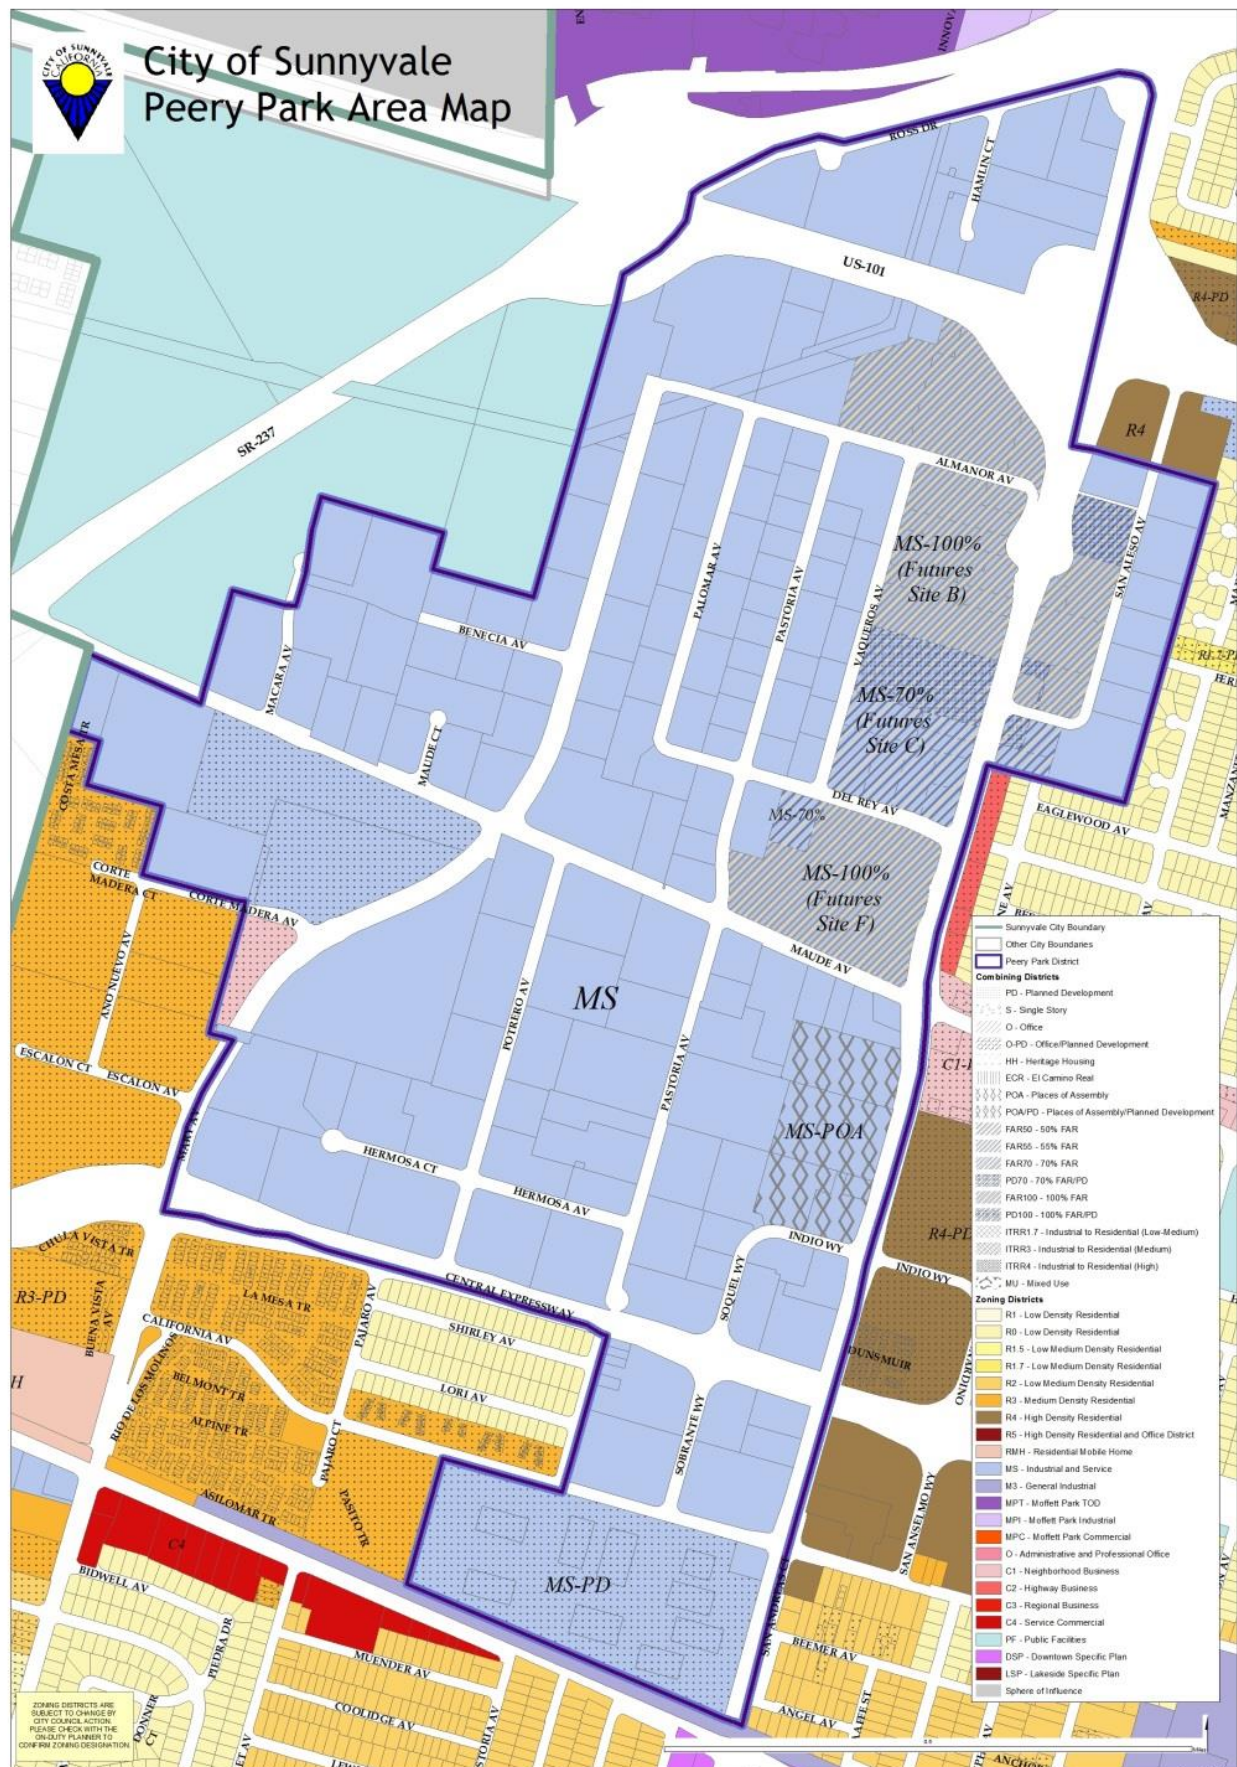 CITY OF SUNNYVALE
CALIFORNIA
City of Sunnyvale
Peery Park Area Map
INNOVA
ROSS DR
HAMLIN CT
US-101
R4-PD
SR-237
R4
ALMANOR AV
MS-100%
(Futures
Site B)
SAN ALESO AV
PALOMAR AV
PASTORIA AV
VAQUEROS AV
BENECIA AV
MACARA AV
MAUDE CT
COSTA MESA TR
MS-70%
(Futures
Site C)
DEL REY AV
MS-70%
EAGLEWOOD AV
MS-100%
(Futures
Site F)
MAUDE AV
CORTE
MADERA CT
CORTE MADERA AV
ANO NUEVO AV
ESCALON CT
ESCALON AV
MARY AV
POTRERO AV
MS
PASTORIA AV
MS-POA
HERMOSA CT
HERMOSA AV
INDIO WY
SOQUEL WY
R4-PD
INDIO WY
CHULA VISTA TR
R3-PD
BUENA VISTA
AV
LA MESA TR
PAJARO AV
CENTRAL EXPRESSWAY
SHIRLEY AV
CALIFORNIA AV
RIO DE LOS MOLINOS
BELMONT TR
LORI AV
ALPINE TR
PAJARO CT
DUNSMUIR
SOBRANTE WY
SAN ANSELMO WY
ASILOMAR TR
PASITO TR
C4
MS-PD
BIDWELL AV
PIEDRA DR
MUENDER AV
COOLIDGE AV
DONNER
CT
BEEMER AV
ANGEL AV
Sunnyvale City Boundary
Other City Boundaries
Peery Park District
Combining Districts
PD - Planned Development
S - Single Story
O - Office
O-PD - Office/Planned Development
HH - Heritage Housing
ECR - El Camino Real
POA - Places of Assembly
POA/PD - Places of Assembly/Planned Development
FAR50 - 50% FAR
FAR55 - 55% FAR
FAR70 - 70% FAR
PD70 - 70% FAR/PD
FAR100 - 100% FAR
PD100 - 100% FAR/PD
ITRR1.7 - Industrial to Residential (Low-Medium)
ITRR3 - Industrial to Residential (Medium)
ITRR4 - Industrial to Residential (High)
MU - Mixed Use
Zoning Districts
R1 - Low Density Residential
R0 - Low Density Residential
R1.5 - Low Medium Density Residential
R1.7 - Low Medium Density Residential
R2 - Low Medium Density Residential
R3 - Medium Density Residential
R4 - High Density Residential
R5 - High Density Residential and Office District
RMH - Residential Mobile Home
MS - Industrial and Service
M3 - General Industrial
MPT - Moffett Park TOD
MPI - Moffett Park Industrial
MPC - Moffett Park Commercial
O - Administrative and Professional Office
C1 - Neighborhood Business
C2 - Highway Business
C3 - Regional Business
C4 - Service Commercial
PF - Public Facilities
DSP - Downtown Specific Plan
LSP - Lakeside Specific Plan
Sphere of Influence
ZONING DISTRICTS ARE
SUBJECT TO CHANGE BY
CITY COUNCIL ACTION.
PLEASE CHECK WITH THE
ON-DUTY PLANNER TO
CONFIRM ZONING DESIGNATION.